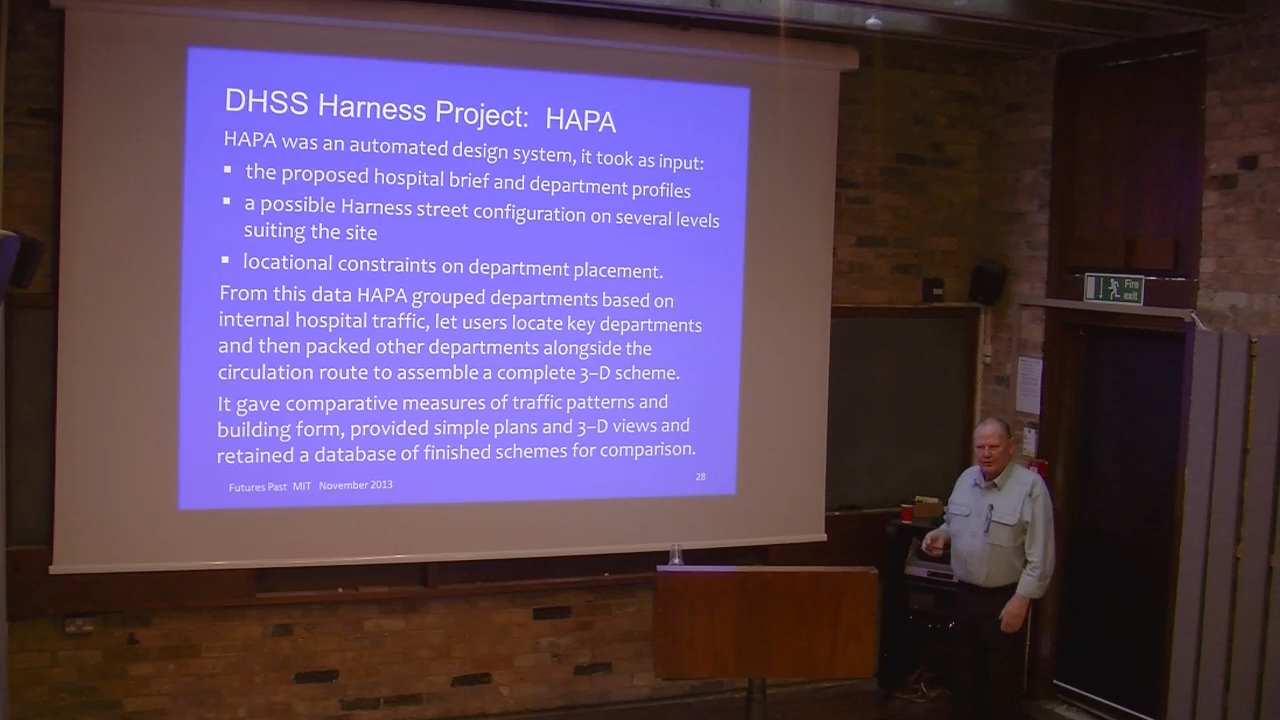 DHSS Harness Project: HAPA
HAPA was an automated design system, it took as input:
▪ the proposed hospital brief and department profiles
▪ a possible Harness street configuration on several levels
suiting the site
▪ locational constraints on department placement.
From this data HAPA grouped departments based on
internal hospital traffic, let users locate key departments
and then packed other departments alongside the
circulation route to assemble a complete 3–D scheme.
It gave comparative measures of traffic patterns and
building form, provided simple plans and 3–D views and
retained a database of finished schemes for comparison.
Futures Past MIT November 2013
28
Fire
exit